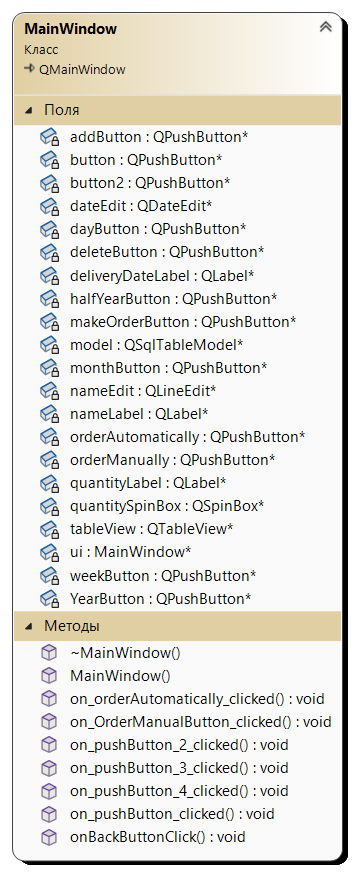 MainWindow
Класс
QMainWindow
Поля
addButton : QPushButton*
button : QPushButton*
button2 : QPushButton*
dateEdit : QDateEdit*
dayButton : QPushButton*
deleteButton : QPushButton*
deliveryDateLabel : QLabel*
halfYearButton : QPushButton*
makeOrderButton : QPushButton*
model : QSqlTableModel*
monthButton : QPushButton*
nameEdit : QLineEdit*
nameLabel : QLabel*
orderAutomatically : QPushButton*
orderManually : QPushButton*
quantityLabel : QLabel*
quantitySpinBox : QSpinBox*
tableView : QTableView*
ui : MainWindow*
weekButton : QPushButton*
YearButton : QPushButton*
Методы
~MainWindow()
MainWindow()
on_orderAutomatically_clicked() : void
on_OrderManualButton_clicked() : void
on_pushButton_2_clicked() : void
on_pushButton_3_clicked() : void
on_pushButton_4_clicked() : void
on_pushButton_clicked() : void
onBackButtonClick() : void